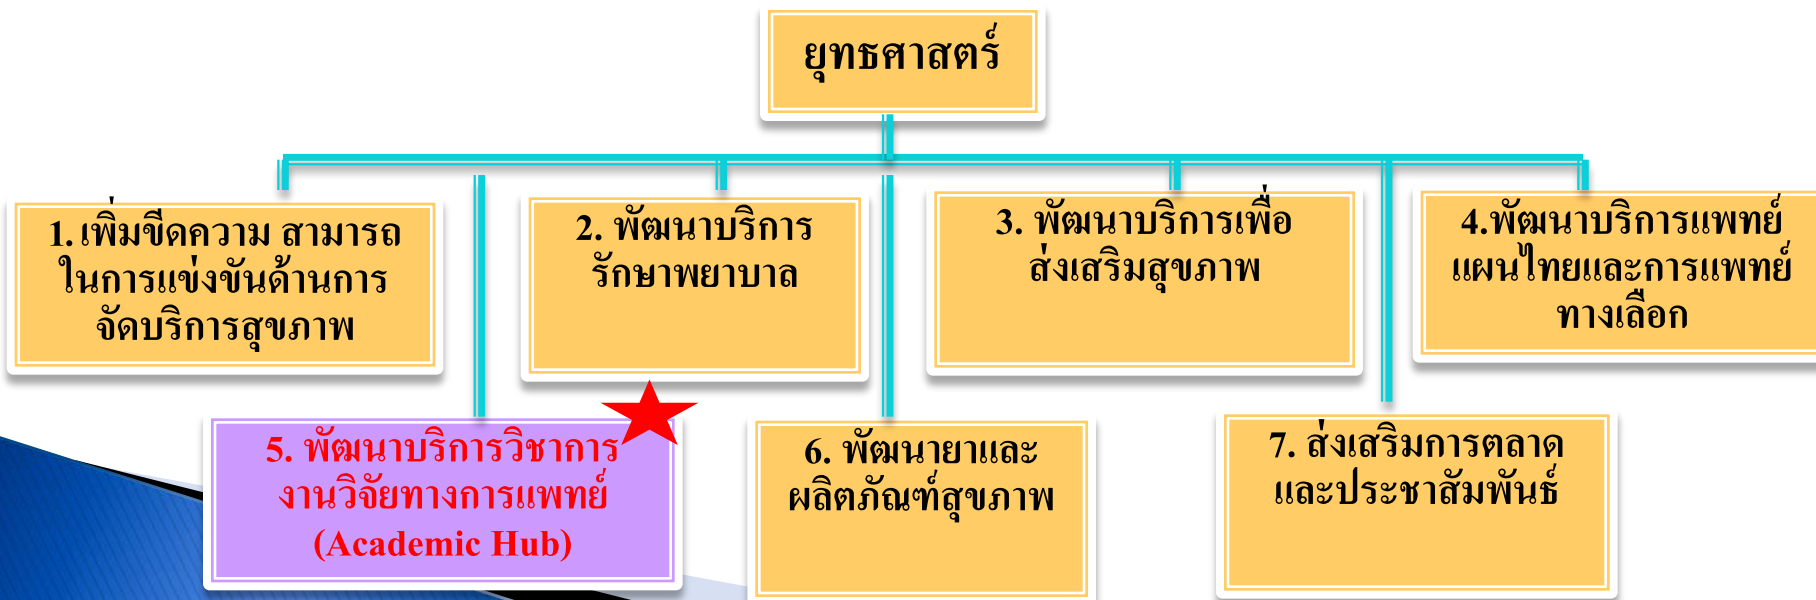 ยุทธศาสตร์
1. เพิ่มขีดความ สามารถ
ในการแข่งขันด้านการ
จัดบริการสุขภาพ
2. พัฒนาบริการ
รักษาพยาบาล
3. พัฒนาบริการเพื่อ
ส่งเสริมสุขภาพ
4.พัฒนาบริการแพทย์
แผนไทยและการแพทย์
ทางเลือก
5. พัฒนาบริการวิชาการ
งานวิจัยทางการแพทย์
(Academic Hub)
6. พัฒนายาและ
ผลิตภัณฑ์สุขภาพ
7. ส่งเสริมการตลาด
และประชาสัมพันธ์